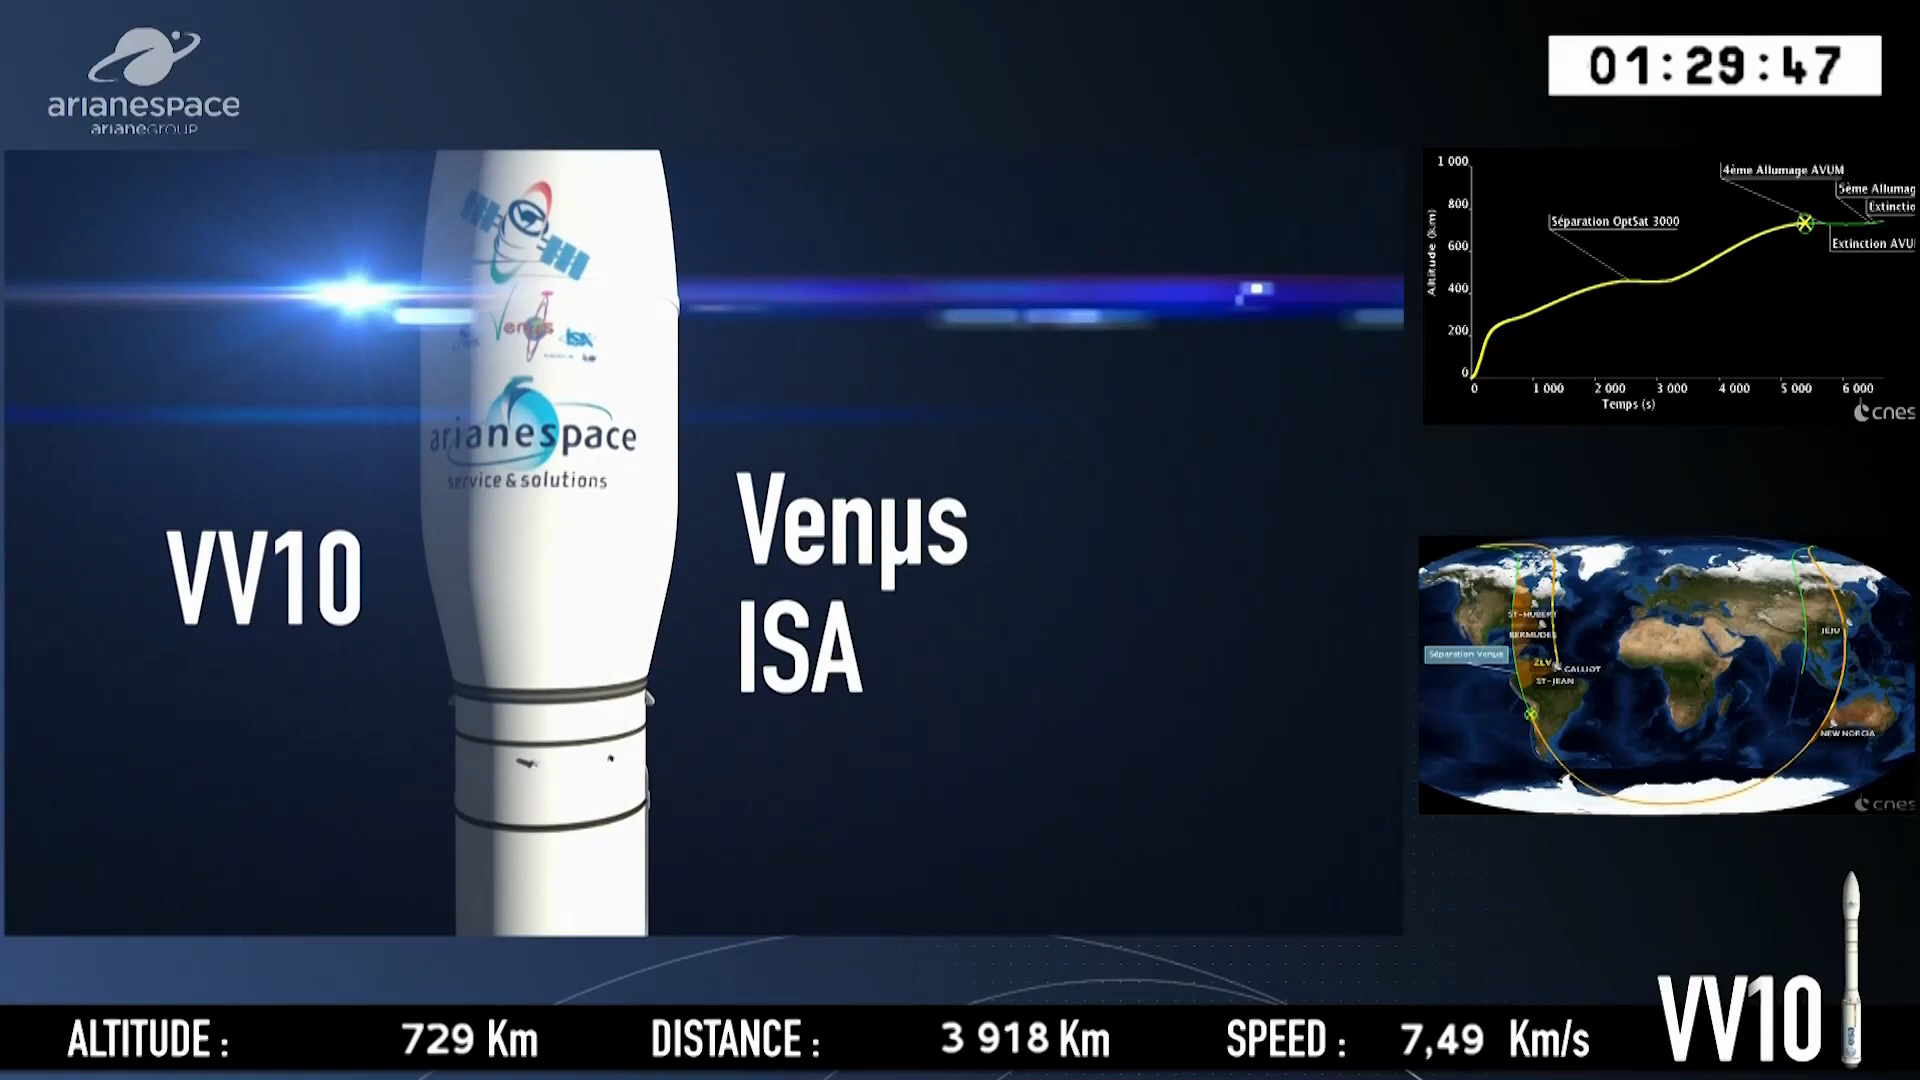 arianespace
arianeGROUP
01:29:47
Venµs
ISA
arianespace
service & solutions
VV10
Venµs
ISA
1 000
800
600
400
200
0
Altitude (km)
0
1 000
2 000
3 000
4 000
5 000
6 000
Temps (s)
Séparation OptSat 3000
4ème Allumage AVUM
5ème Allumag
Extinctio
Extinction AVU
cnes
ST-HUBERT
BERMUDES
Séparation Venµs
ZLV
GALLIOT
ST-JEAN
JEJU
NEW NORCIA
cnes
VV10
esa
ALTITUDE : 729 Km DISTANCE : 3 918 Km SPEED : 7,49 Km/s